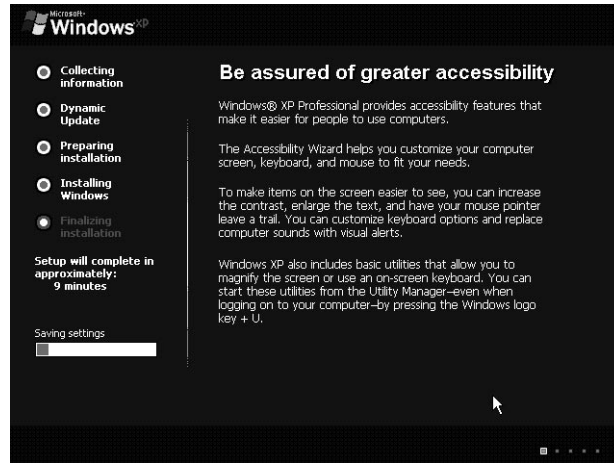 Microsoft®
Windows XP
Collecting
information
Dynamic
Update
Preparing
installation
Installing
Windows
Finalizing
installation
Setup will complete in
approximately:
9 minutes
Saving settings
Be assured of greater accessibility
Windows® XP Professional provides accessibility features that
make it easier for people to use computers.
The Accessibility Wizard helps you customize your computer
screen, keyboard, and mouse to fit your needs.
To make items on the screen easier to see, you can increase
the contrast, enlarge the text, and have your mouse pointer
leave a trail. You can customize keyboard options and replace
computer sounds with visual alerts.
Windows XP also includes basic utilities that allow you to
magnify the screen or use an on-screen keyboard. You can
start these utilities from the Utility Manager–even when
logging on to your computer–by pressing the Windows logo
key + U.